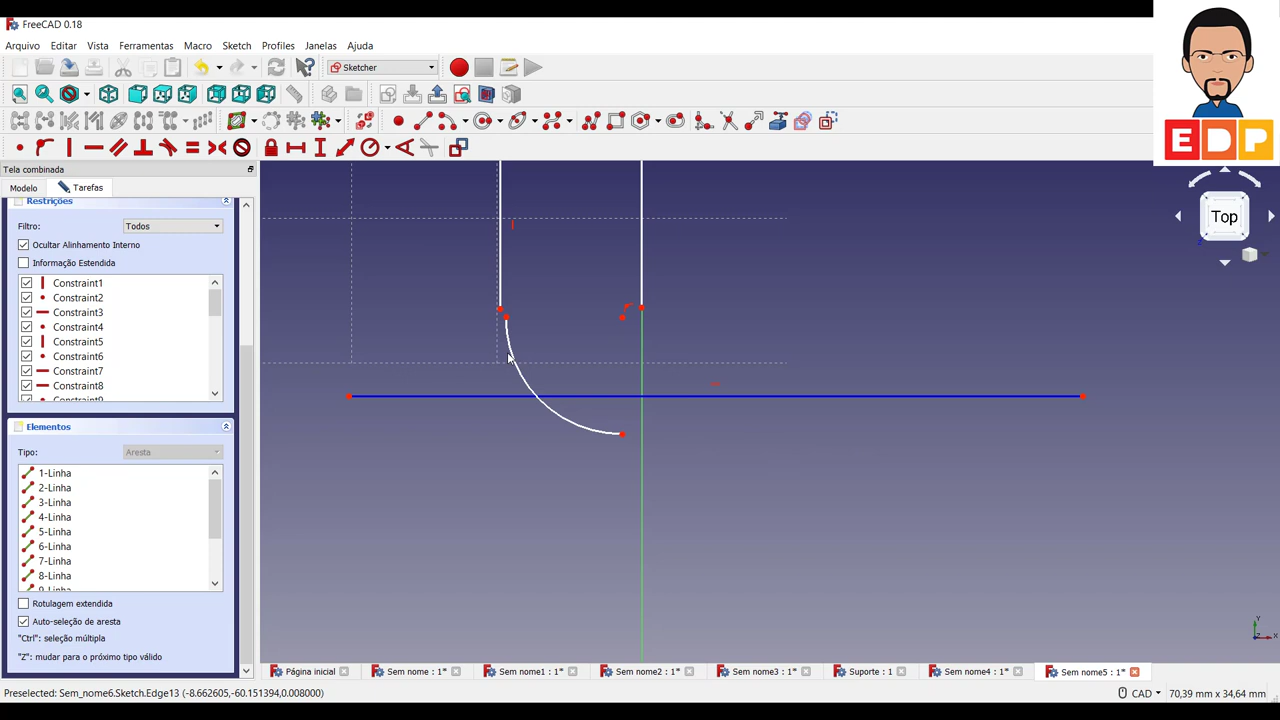 FreeCAD 0.18
Arquivo Editar Vista Ferramentas Macro Sketch Profiles Janelas Ajuda
Sketcher
EDP
Tela combinada
Modelo Tarefas
Restrições
Filtro: Todos
Ocultar Alinhamento Interno
Informação Estendida
Constraint1
Constraint2
Constraint3
Constraint4
Constraint5
Constraint6
Constraint7
Constraint8
Constraint9
Elementos
Tipo: Aresta
1-Linha
2-Linha
3-Linha
4-Linha
5-Linha
6-Linha
7-Linha
8-Linha
9-Linha
Rotulagem extendida
Auto-seleção de aresta
"Ctrl": seleção múltipla
"Z": mudar para o próximo tipo válido
Top
Z
Y
Z X
Página inicial Sem nome : 1* Sem nome1 : 1* Sem nome2 : 1* Sem nome3 : 1* Suporte : 1 Sem nome4 : 1* Sem nome5 : 1*
Preselected: Sem_nome6.Sketch.Edge13 (-8.662605,-60.151394,0.008000) CAD 70,39 mm x 34,64 mm